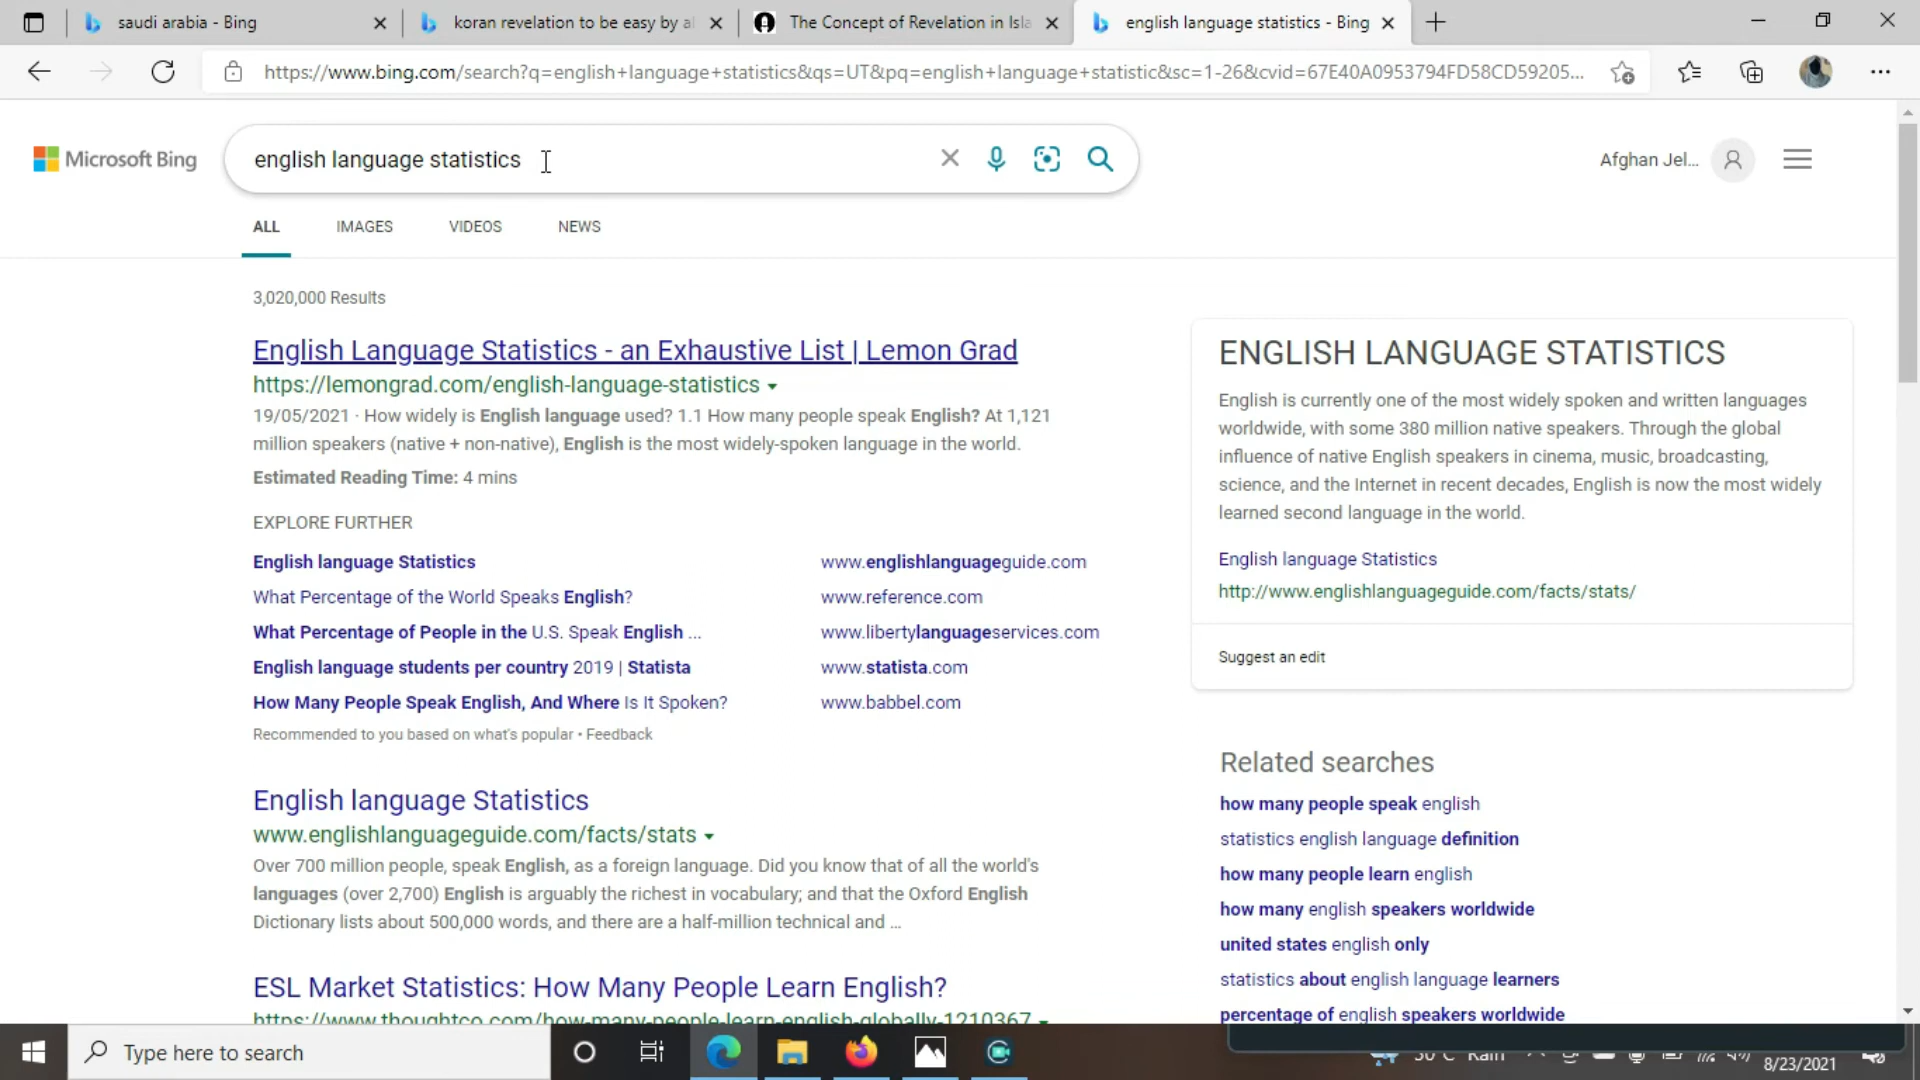 saudi arabia - Bing
koran revelation to be easy by al
The Concept of Revelation in Isla
english language statistics - Bing
https://www.bing.com/search?q=english+language+statistics&qs=UT&pq=english+language+statistic&sc=1-26&cvid=67E40A0953794FD58CD59205...
Microsoft Bing
english language statistics
Afghan Jel...
ALL
IMAGES
VIDEOS
NEWS
3,020,000 Results
English Language Statistics - an Exhaustive List | Lemon Grad
https://lemongrad.com/english-language-statistics
19/05/2021 · How widely is English language used? 1.1 How many people speak English? At 1,121
million speakers (native + non-native), English is the most widely-spoken language in the world.
Estimated Reading Time: 4 mins
EXPLORE FURTHER
English language Statistics
www.englishlanguageguide.com
What Percentage of the World Speaks English?
www.reference.com
What Percentage of People in the U.S. Speak English ...
www.libertylanguageservices.com
English language students per country 2019 | Statista
www.statista.com
How Many People Speak English, And Where Is It Spoken?
www.babbel.com
Recommended to you based on what's popular • Feedback
English language Statistics
www.englishlanguageguide.com/facts/stats
Over 700 million people, speak English, as a foreign language. Did you know that of all the world's
languages (over 2,700) English is arguably the richest in vocabulary; and that the Oxford English
Dictionary lists about 500,000 words, and there are a half-million technical and ...
ESL Market Statistics: How Many People Learn English?
https://www.thoughtco.com/how-many-people-learn-english-globally-1210367
ENGLISH LANGUAGE STATISTICS
English is currently one of the most widely spoken and written languages
worldwide, with some 380 million native speakers. Through the global
influence of native English speakers in cinema, music, broadcasting,
science, and the Internet in recent decades, English is now the most widely
learned second language in the world.
English language Statistics
http://www.englishlanguageguide.com/facts/stats/
Suggest an edit
Related searches
how many people speak english
statistics english language definition
how many people learn english
how many english speakers worldwide
united states english only
statistics about english language learners
percentage of english speakers worldwide
Type here to search
30°C Rain
8/23/2021